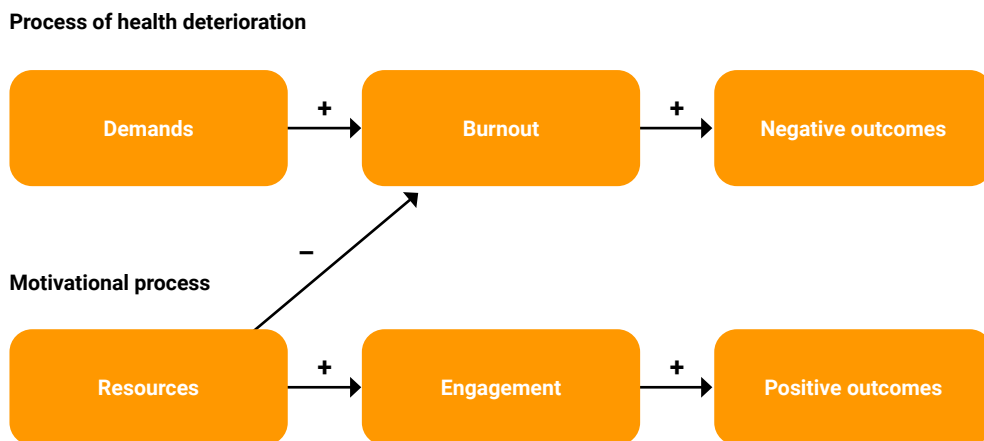 Process of health deterioration
+
+
Demands
Burnout
Negative outcomes
−
Motivational process
+
+
Resources
Engagement
Positive outcomes